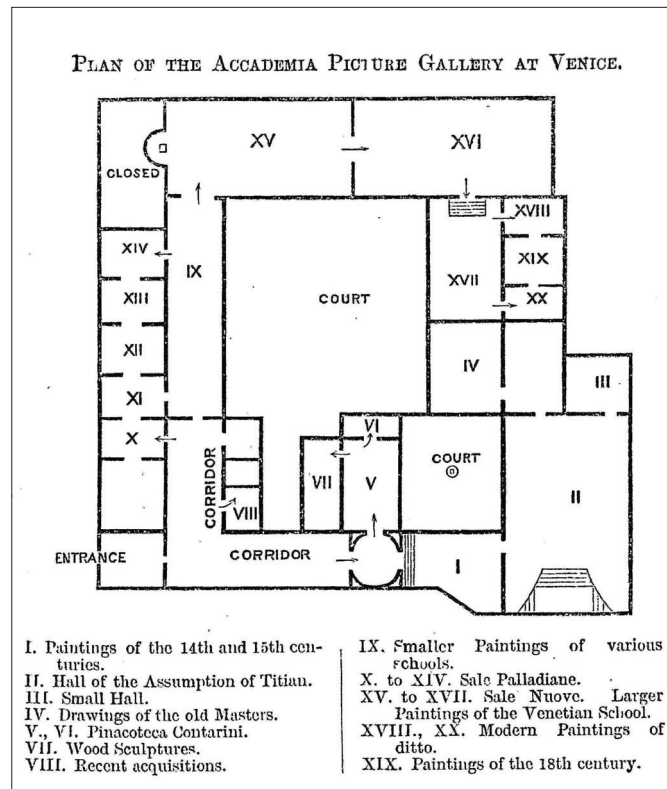 PLAN OF THE ACCADEMIA PICTURE GALLERY AT VENICE.
XV
XVI
CLOSED
XVIII
XIV
IX
XIX
XVII
COURT
XX
XIII
XII
IV
III
XI
VI
X
CORRIDOR
VII
COURT
V
II
VIII
ENTRANCE
CORRIDOR
I
I. Paintings of the 14th and 15th cen-
turies.
II. Hall of the Assumption of Titian.
III. Small Hall.
IV. Drawings of the old Masters.
V., VI. Pinacoteca Contarini.
VII. Wood Sculptures.
VIII. Recent acquisitions.
IX. Smaller Paintings of various
schools.
X. to XIV. Sale Palladiane.
XV. to XVII. Sale Nuove. Larger
Paintings of the Venetian School.
XVIII., XX. Modern Paintings of
ditto.
XIX. Paintings of the 18th century.